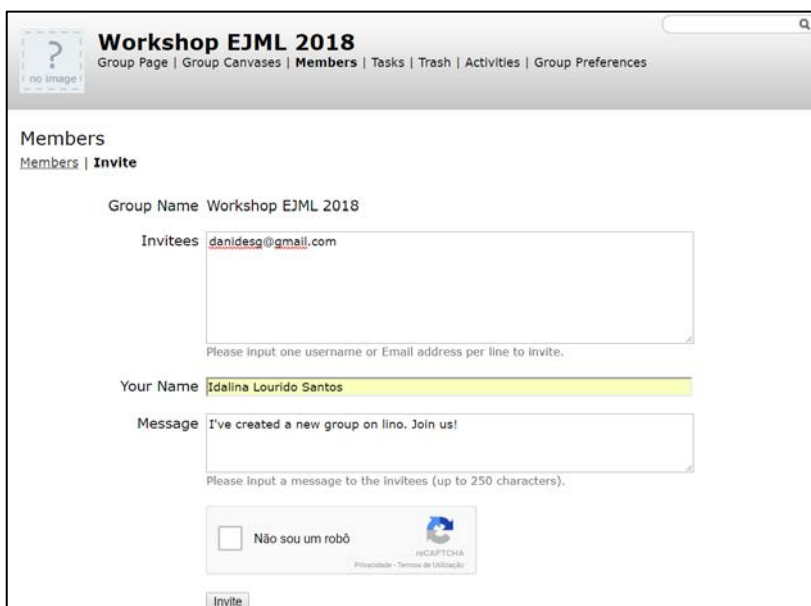 Workshop EJML 2018
Group Page | Group Canvases | Members | Tasks | Trash | Activities | Group Preferences
?
no image
Members
Members | Invite
Group Name Workshop EJML 2018
Invitees danidesg@gmail.com
Please input one username or Email address per line to invite.
Your Name Idalina Lourido Santos
Message I've created a new group on lino. Join us!
Please input a message to the invitees (up to 250 characters).
Não sou um robô
reCAPTCHA
Privacidade - Termos de Utilização
Invite